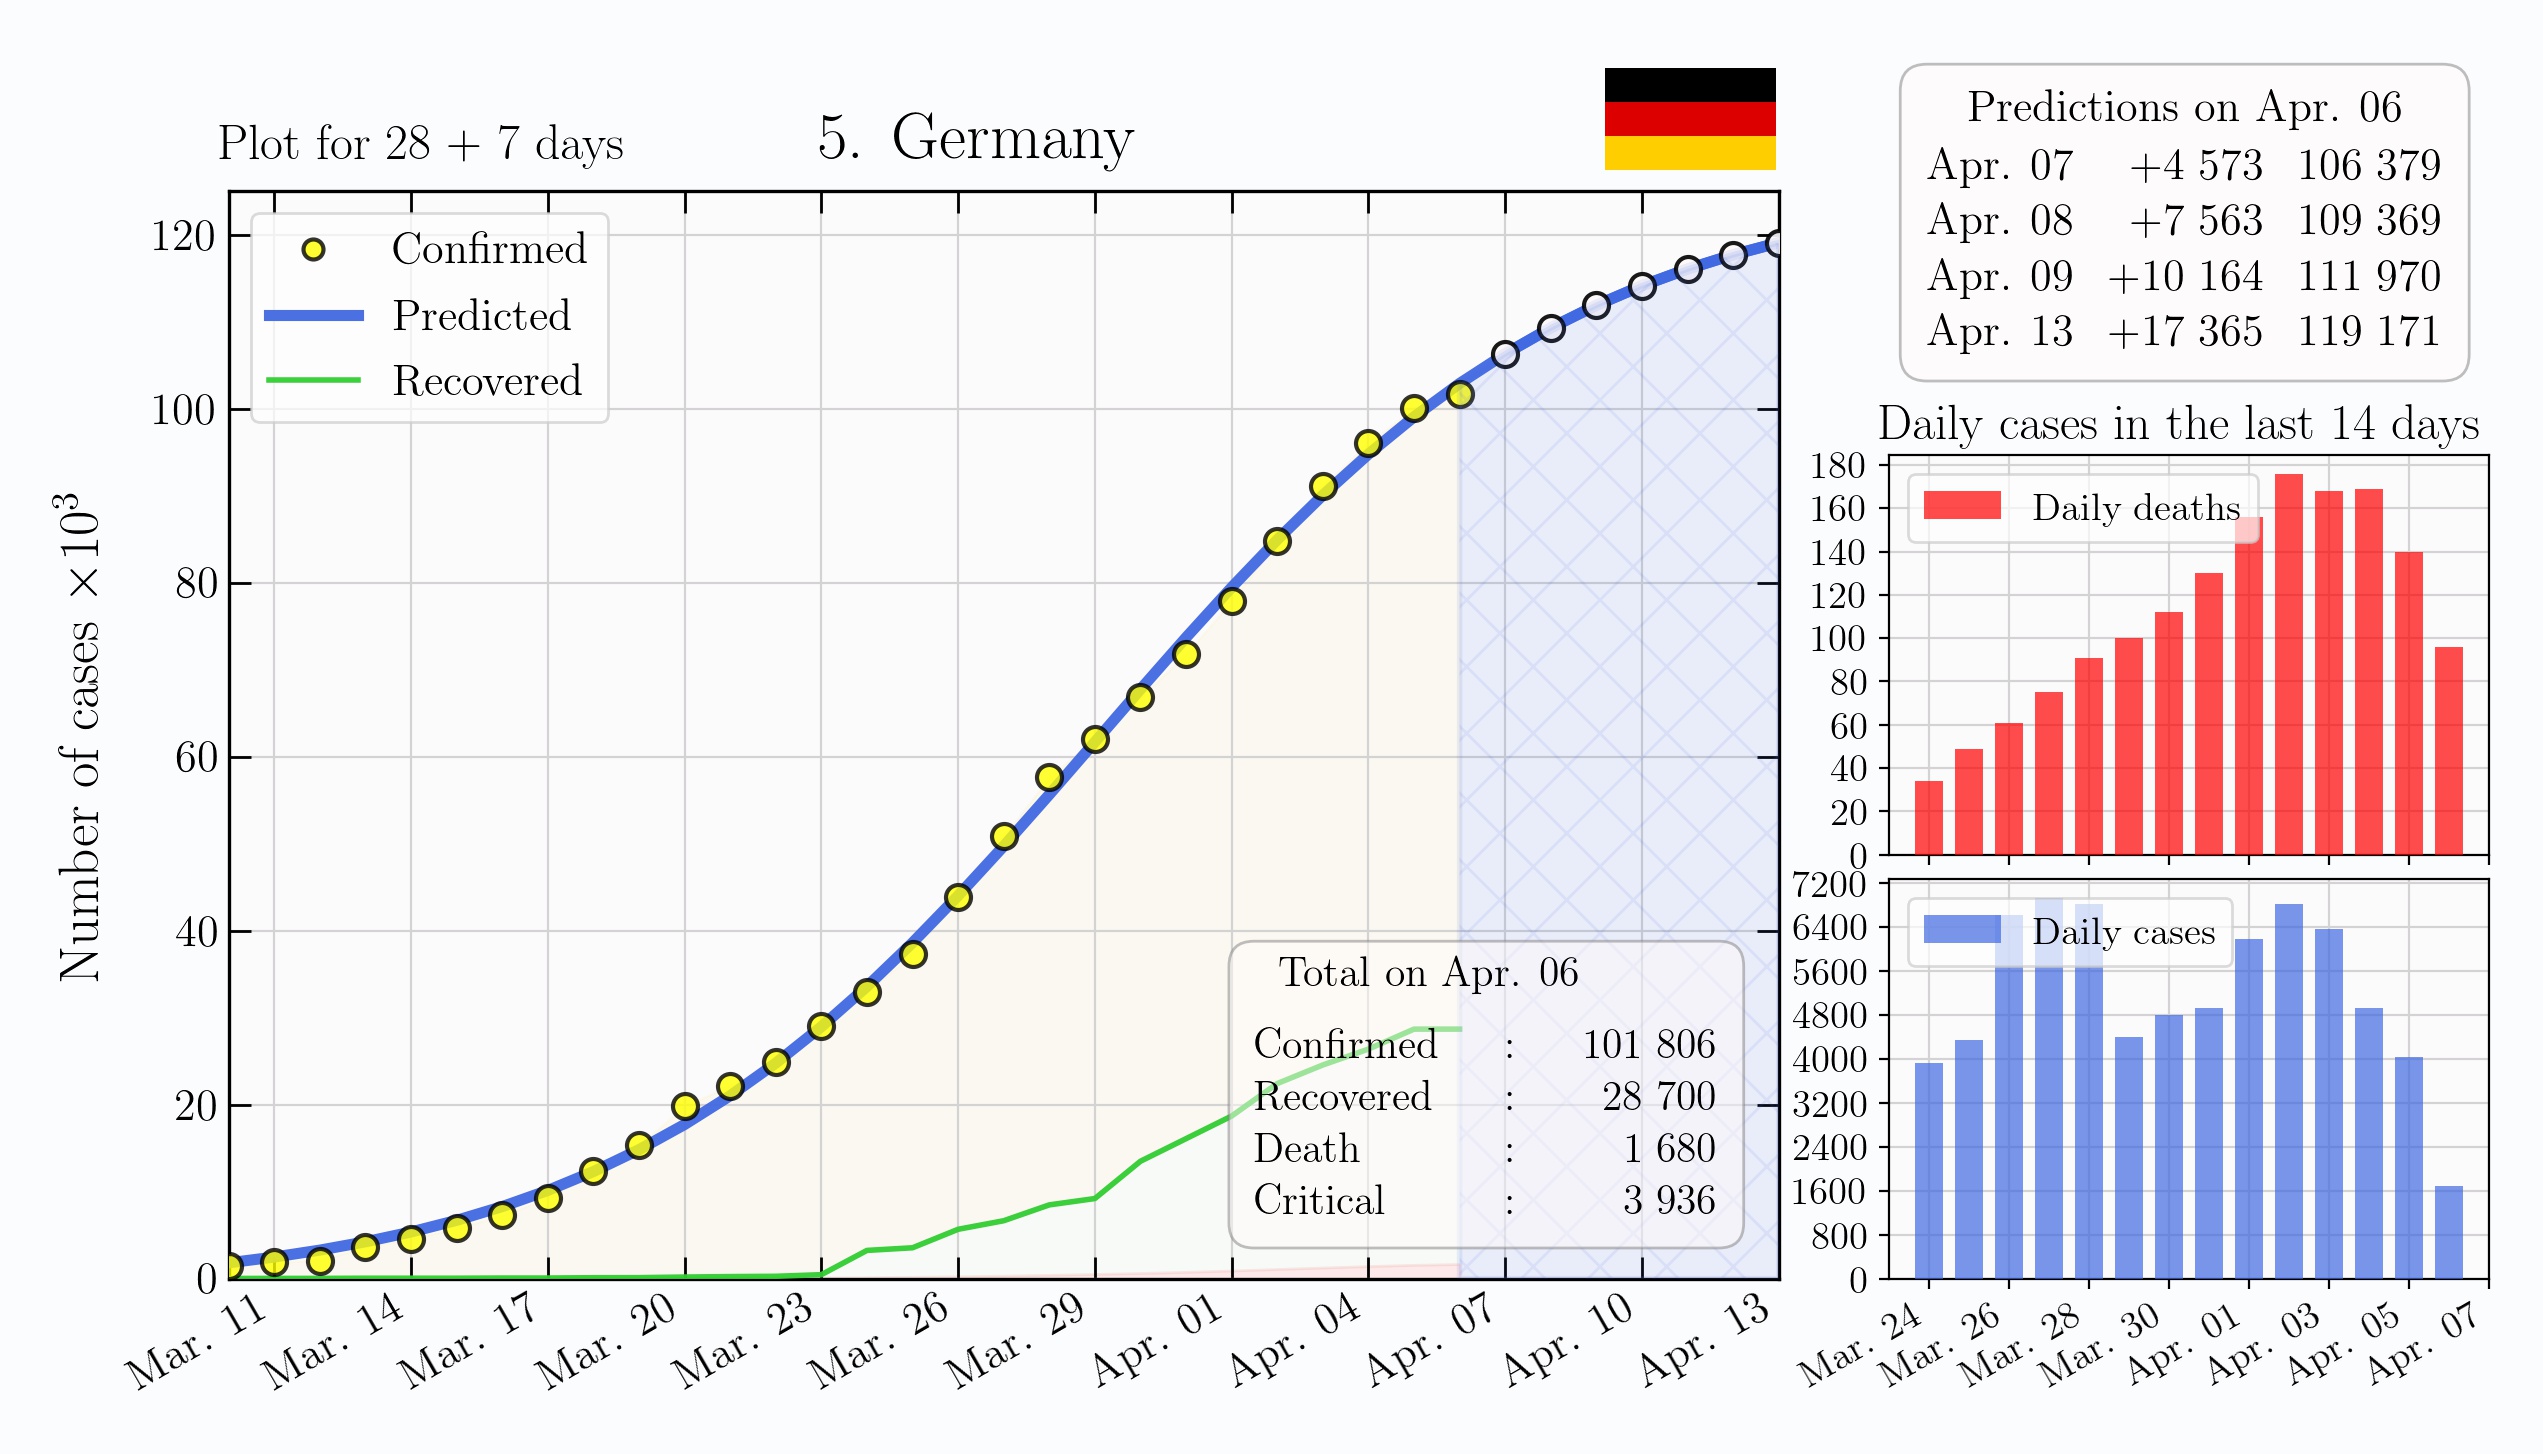 Plot for 28 + 7 days
5. Germany
Confirmed
Predicted
Recovered
Number of cases ×10³
120
100
80
60
40
20
0
Mar. 11
Mar. 14
Mar. 17
Mar. 20
Mar. 23
Mar. 26
Mar. 29
Apr. 01
Apr. 04
Apr. 07
Apr. 10
Apr. 13
Total on Apr. 06
Confirmed : 101 806
Recovered : 28 700
Death : 1 680
Critical : 3 936
Predictions on Apr. 06
Apr. 07 +4 573 106 379
Apr. 08 +7 563 109 369
Apr. 09 +10 164 111 970
Apr. 13 +17 365 119 171
Daily cases in the last 14 days
Daily deaths
180
160
140
120
100
80
60
40
20
0
Daily cases
7200
6400
5600
4800
4000
3200
2400
1600
800
0
Mar. 24
Mar. 26
Mar. 28
Mar. 30
Apr. 01
Apr. 03
Apr. 05
Apr. 07